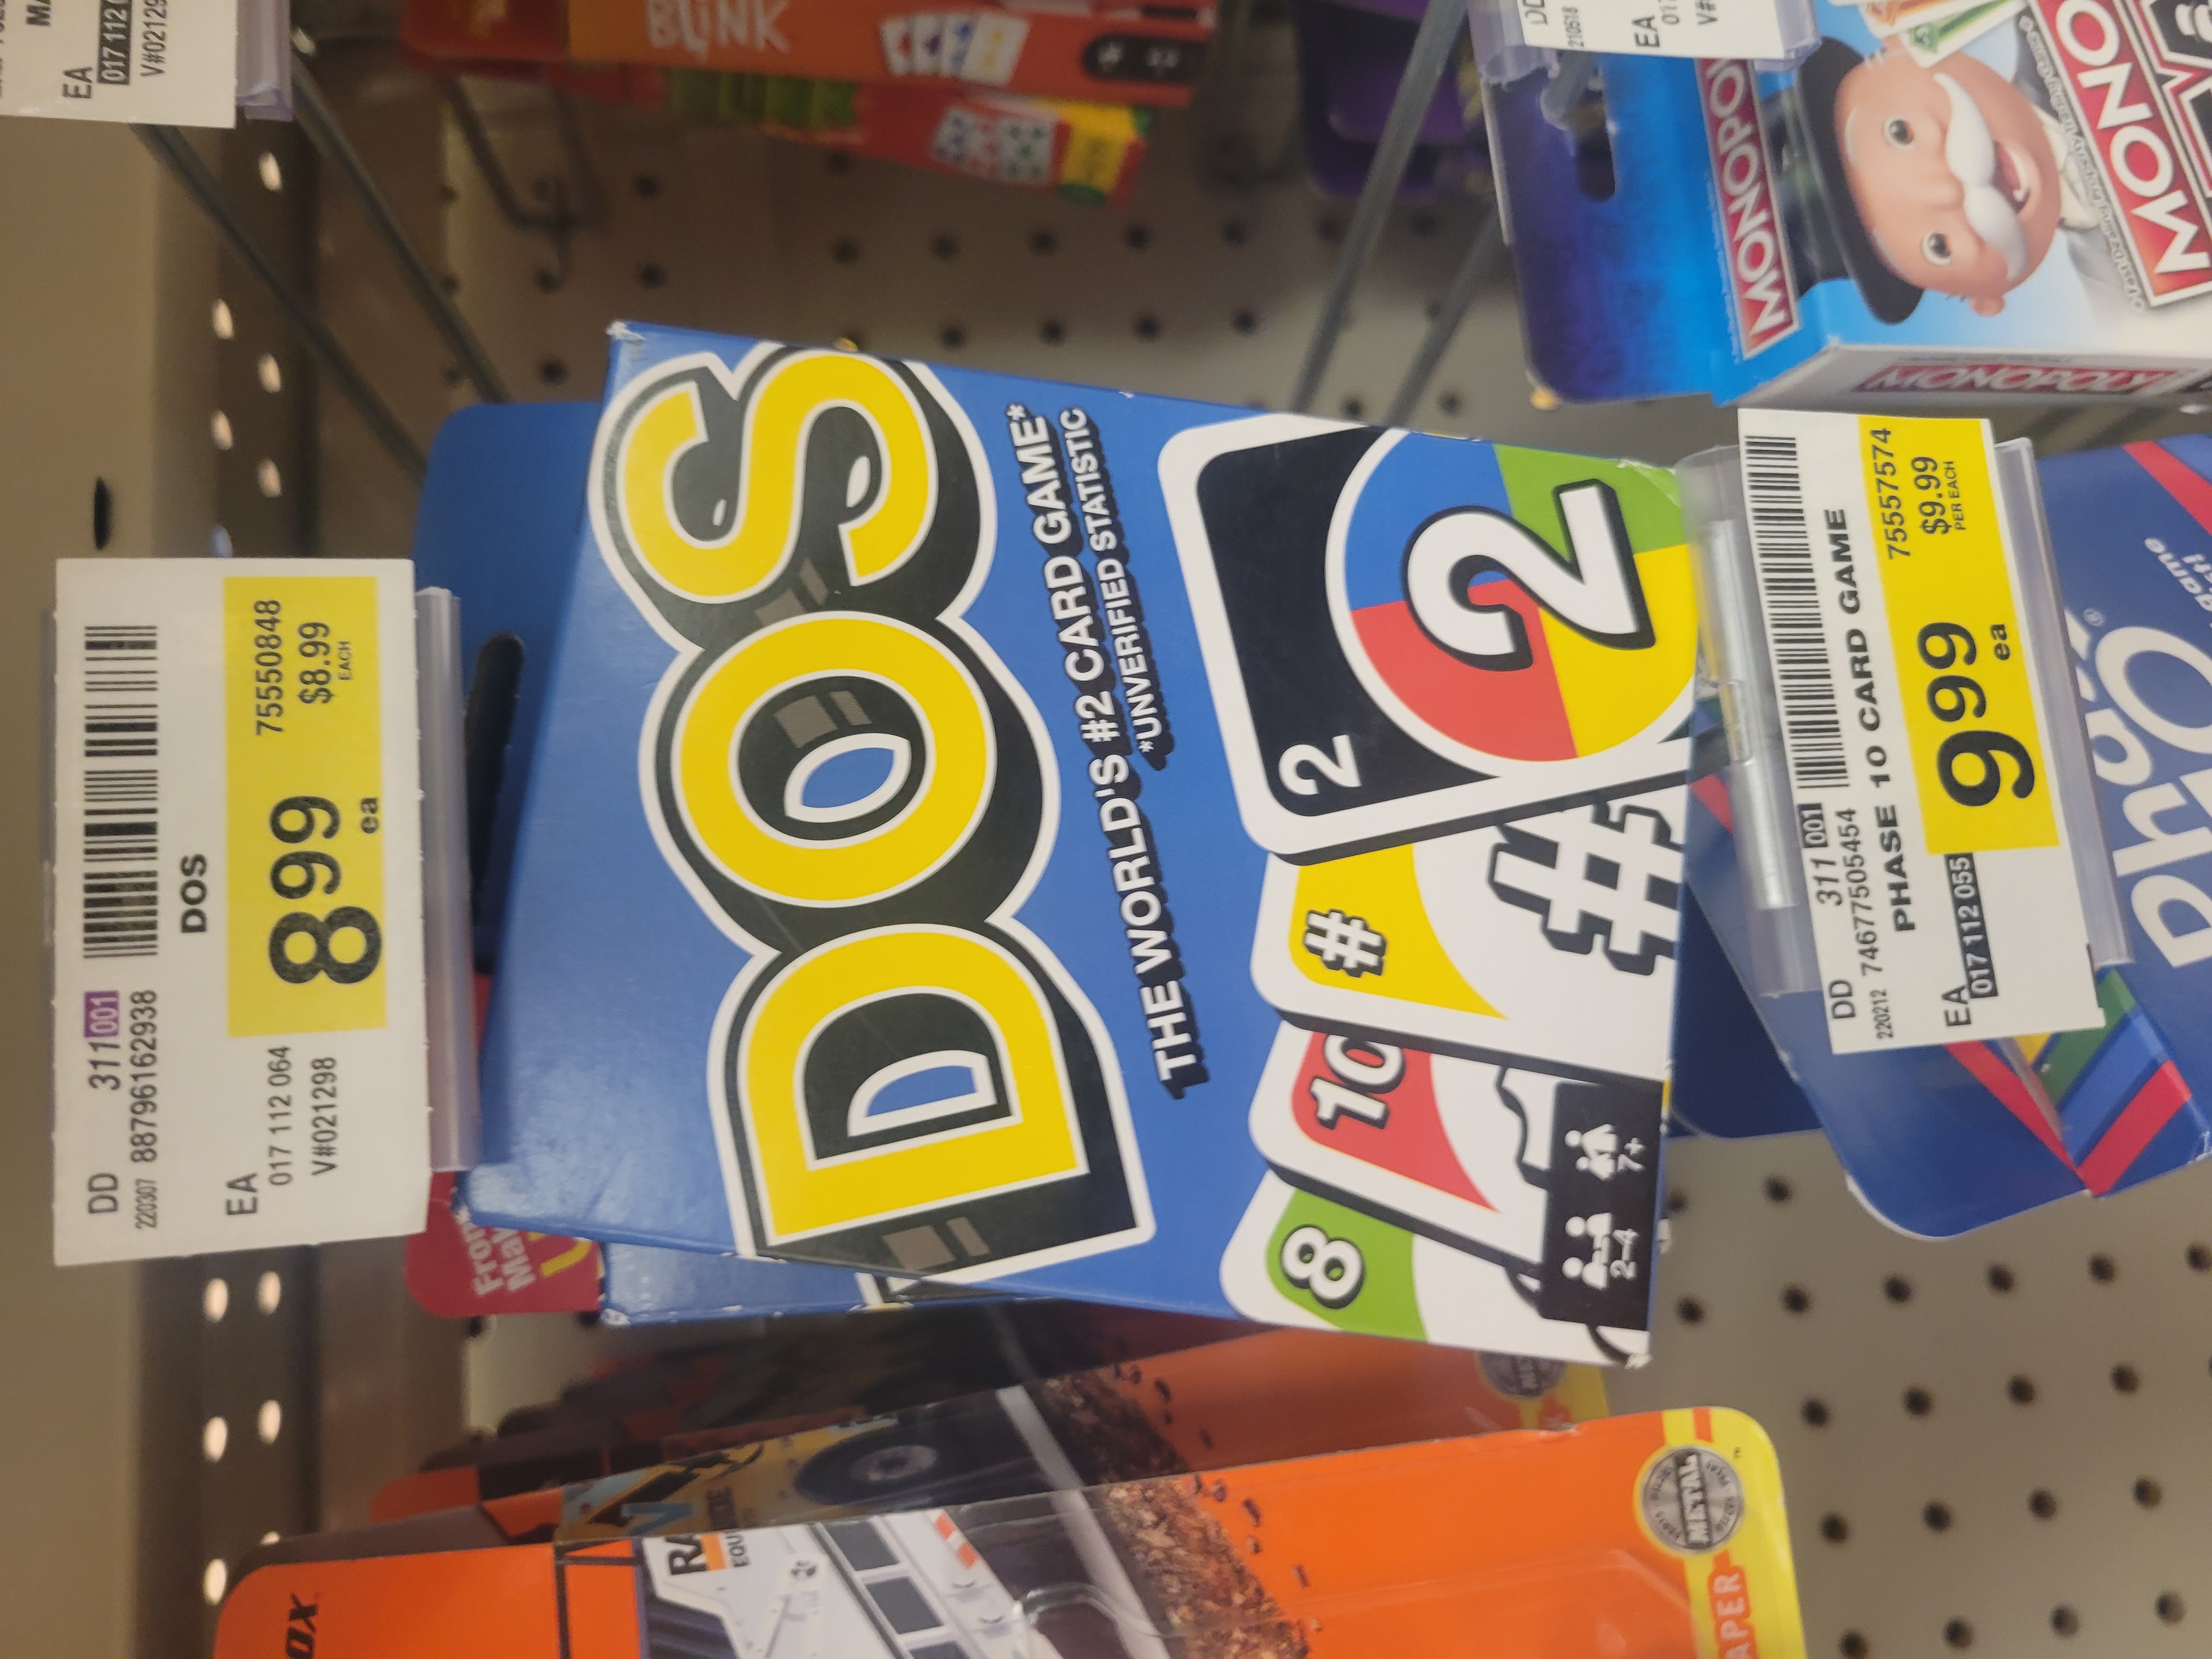 DD 311 001
220307 88796162938
DOS
EA
017 112 064
V#021298
8 99 ea
75550848
$8.99
EACH
EA
017 112
DOS
THE WORLD'S #2 CARD GAME*
*UNVERIFIED STATISTIC
8
10
#
2
#
2
2-4
7+
METAL
DD 311 001
220212 74677505454
PHASE 10 CARD GAME
EA
017 112 055
9 99 ea
75557574
$9.99
PER EACH
210518
EA
MONOPOLY